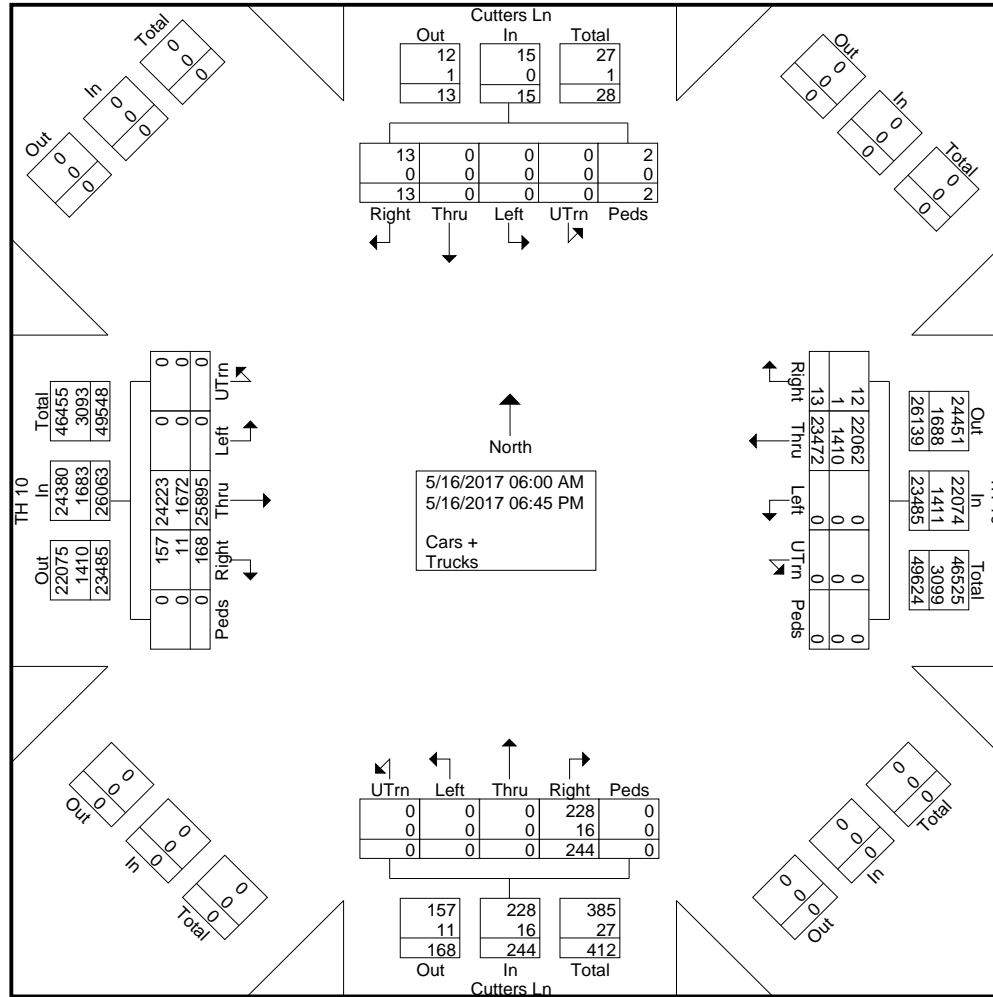 Cutters Ln
Out In Total
12 15 27
1 0 1
13 15 28
13 0 0 0 2
0 0 0 0 0
13 0 0 0 2
Right Thru Left UTrn Peds
Total
0 0 0
In
0 0 0
Out
0 0 0
Out
0 0 0
In
0 0 0
Total
0 0 0
TH 10
Total
46455
3093
49548
In
24380
1683
26063
Out
22075
1410
23485
UTrn
0 0 0
Left
0 0 0
Thru
24223 1672 25895
Right
157 11 168
Peds
0 0 0
North
5/16/2017 06:00 AM
5/16/2017 06:45 PM
Cars +
Trucks
Right
12 1 13
Thru
22062 1410 23472
Left
0 0 0
UTrn
0 0 0
Peds
0 0 0
Out
24451
1688
26139
In
22074
1411
23485
Total
46525
3099
49624
Out
0 0 0
In
0 0 0
Total
0 0 0
Total
0 0 0
In
0 0 0
Out
0 0 0
UTrn Left Thru Right Peds
0 0 0 228 0
0 0 0 16 0
0 0 0 244 0
157 228 385
11 16 27
168 244 412
Out In Total
Cutters Ln